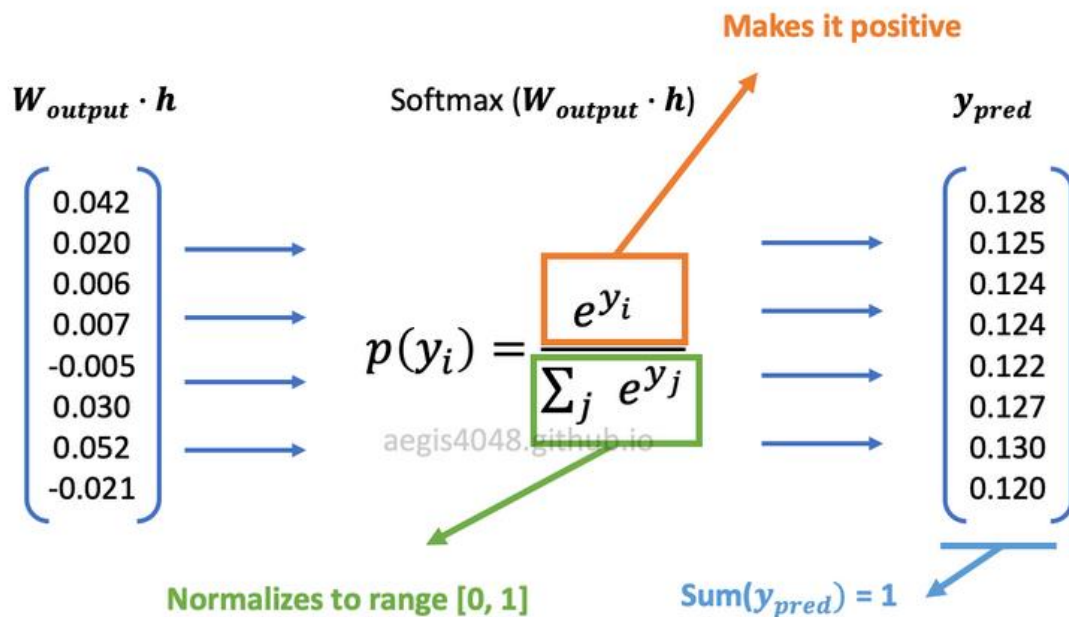 Makes it positive
W_output · h
Softmax (W_output · h)
y_pred
0.042
0.020
0.006
0.007
-0.005
0.030
0.052
-0.021
p(y_i) = e^{y_i} / ∑_j e^{y_j}
aegis4048.github.io
0.128
0.125
0.124
0.124
0.122
0.127
0.130
0.120
Normalizes to range [0, 1]
Sum(y_pred) = 1